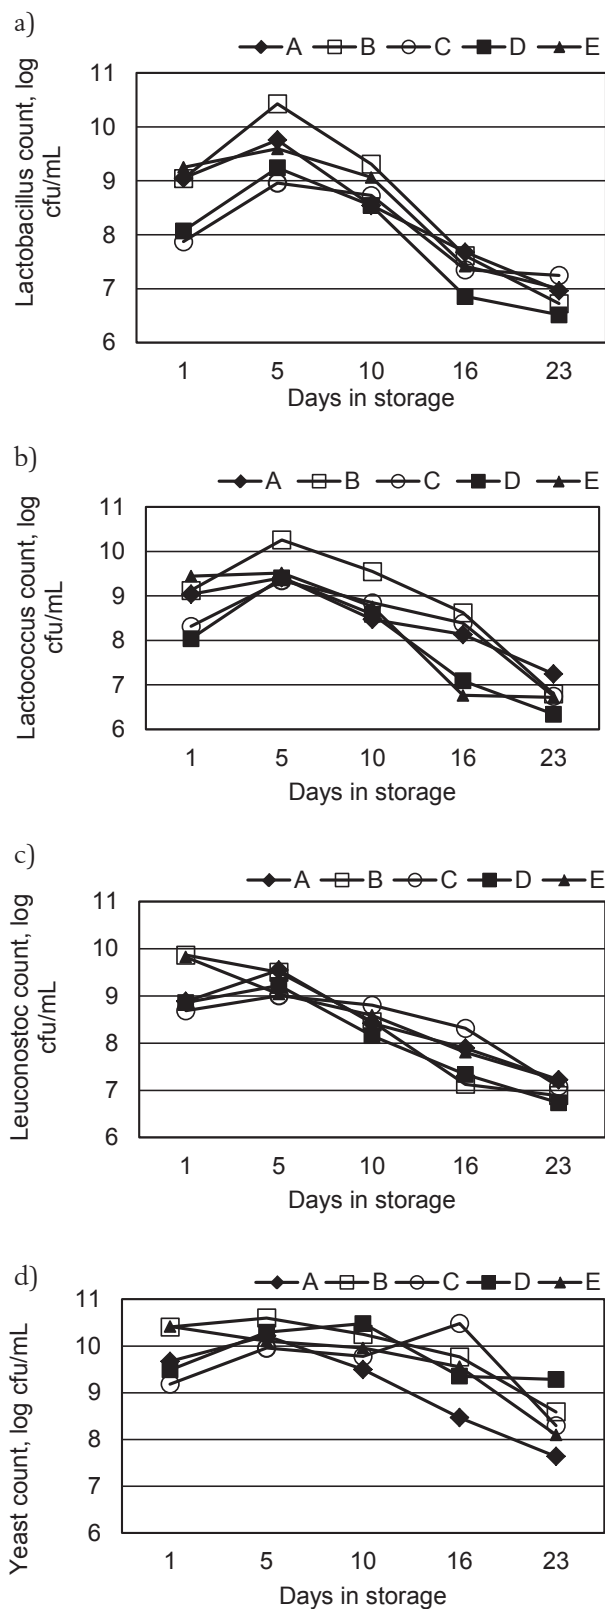 a)
A B C D E
Lactobacillus count, log
cfu/mL
11
10
9
8
7
6
1 5 10 16 23
Days in storage
b)
A B C D E
Lactococcus count, log
cfu/mL
11
10
9
8
7
6
1 5 10 16 23
Days in storage
c)
A B C D E
Leuconostoc count, log
cfu/mL
11
10
9
8
7
6
1 5 10 16 23
Days in storage
d)
A B C D E
Yeast count, log cfu/mL
11
10
9
8
7
6
1 5 10 16 23
Days in storage